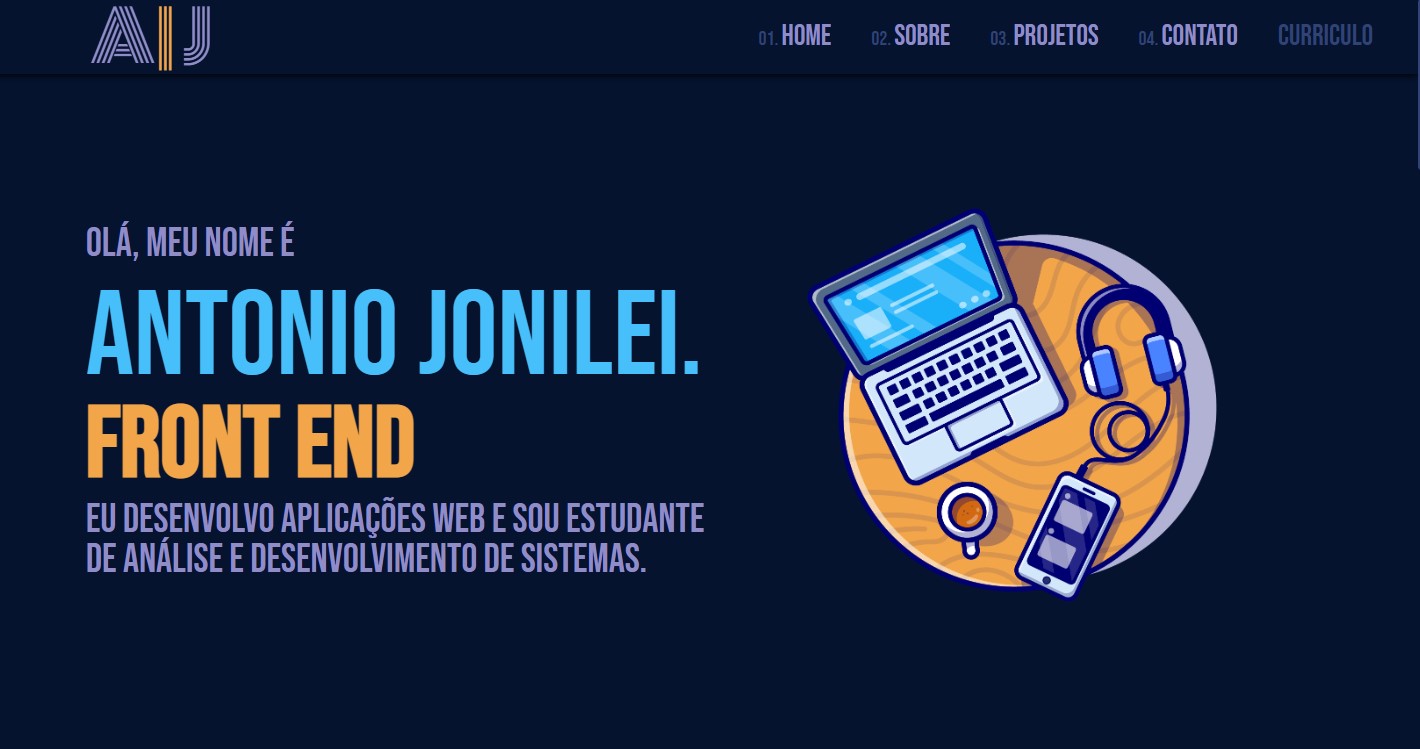 AIJ
01. HOME 02. SOBRE 03. PROJETOS 04. CONTATO CURRICULO
OLÁ, MEU NOME É
ANTONIO JONILEI.
FRONT END
EU DESENVOLVO APLICAÇÕES WEB E SOU ESTUDANTE
DE ANÁLISE E DESENVOLVIMENTO DE SISTEMAS.